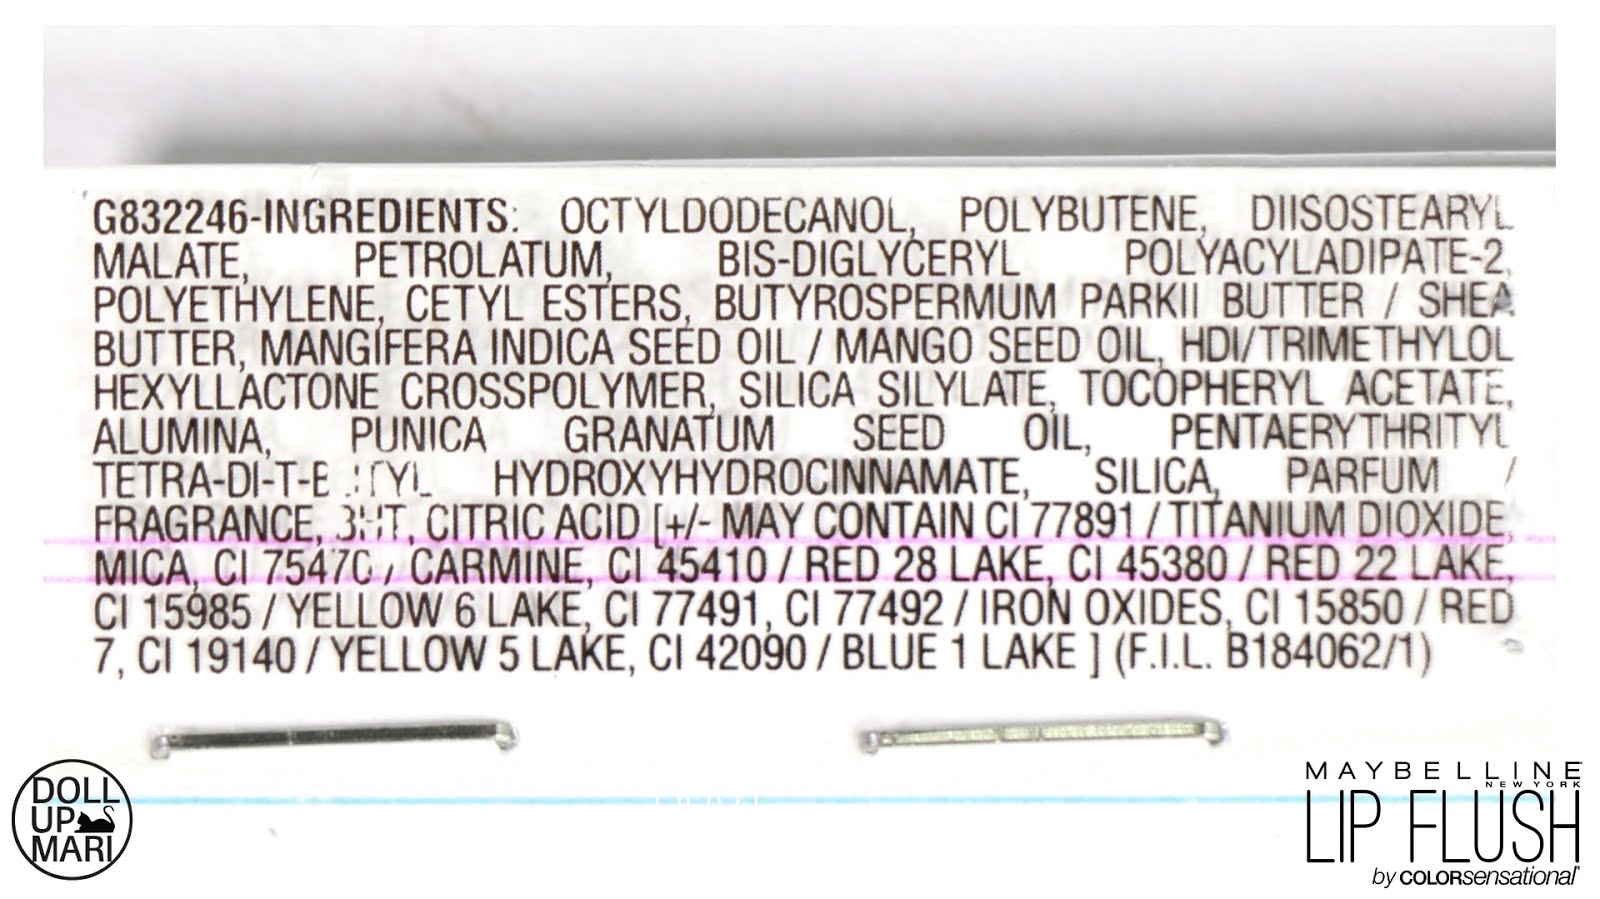 G832246-INGREDIENTS: OCTYLDODECANOL, POLYBUTENE, DIISOSTEARYL
MALATE, PETROLATUM, BIS-DIGLYCERYL POLYACYLADIPATE-2,
POLYETHYLENE, CETYL ESTERS, BUTYROSPERMUM PARKII BUTTER / SHEA
BUTTER, MANGIFERA INDICA SEED OIL / MANGO SEED OIL, HDI/TRIMETHYLOL
HEXYLLACTONE CROSSPOLYMER, SILICA SILYLATE, TOCOPHERYL ACETATE,
ALUMINA, PUNICA GRANATUM SEED OIL, PENTAERYTHRITYL
HYDROXYHYDROCINNAMATE, SILICA, PARFUM /
FRAGRANCE, BHT, CITRIC ACID [+/- MAY CONTAIN CI 77891 / TITANIUM DIOXIDE,
MICA, CI 75470 / CARMINE, CI 45410 / RED 28 LAKE, CI 45380 / RED 22 LAKE,
CI 15985 / YELLOW 6 LAKE, CI 77491, CI 77492 / IRON OXIDES, CI 15850 / RED
7, CI 19140 / YELLOW 5 LAKE, CI 42090 / BLUE 1 LAKE ] (F.I.L. B184062/1)
DOLL
UP
MARI
MAYBELLINE
NEW YORK
LIP FLUSH
by COLORsensational